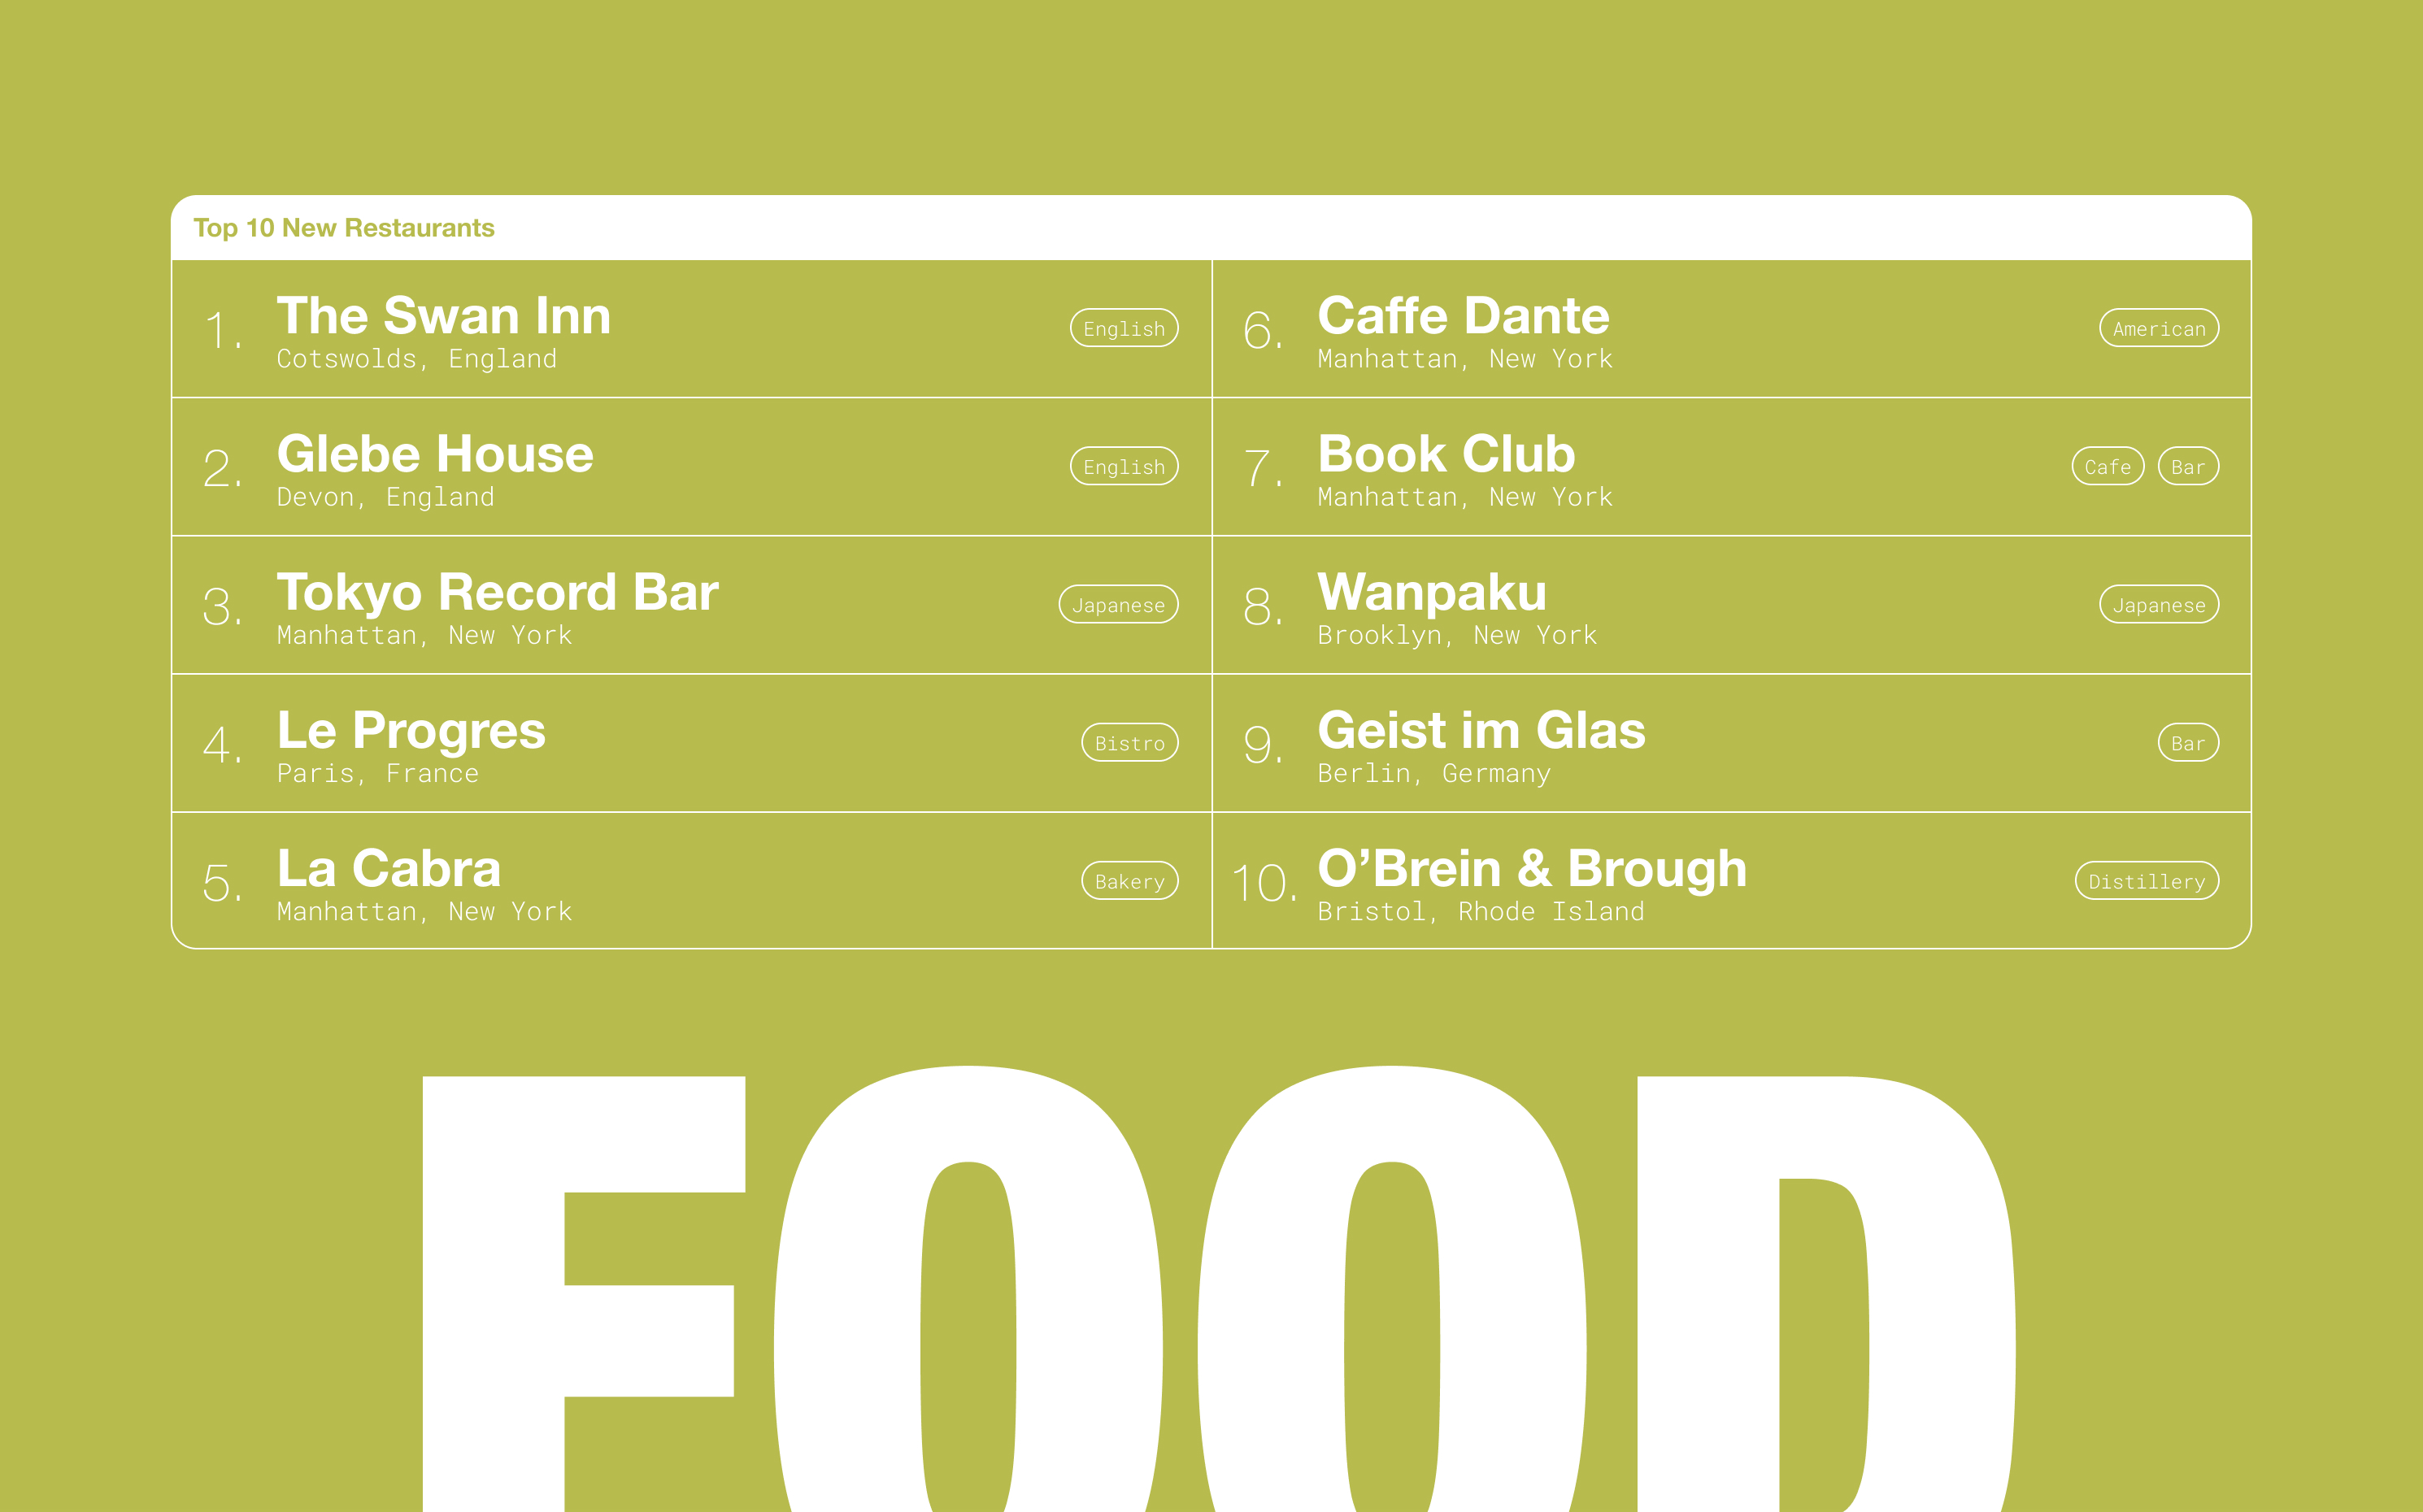 Top 10 New Restaurants
1. The Swan Inn
Cotswolds, England
English
2. Glebe House
Devon, England
English
3. Tokyo Record Bar
Manhattan, New York
Japanese
4. Le Progres
Paris, France
Bistro
5. La Cabra
Manhattan, New York
Bakery
6. Caffe Dante
Manhattan, New York
American
7. Book Club
Manhattan, New York
Cafe Bar
8. Wanpaku
Brooklyn, New York
Japanese
9. Geist im Glas
Berlin, Germany
Bar
10. O’Brein & Brough
Bristol, Rhode Island
Distillery
FOOD